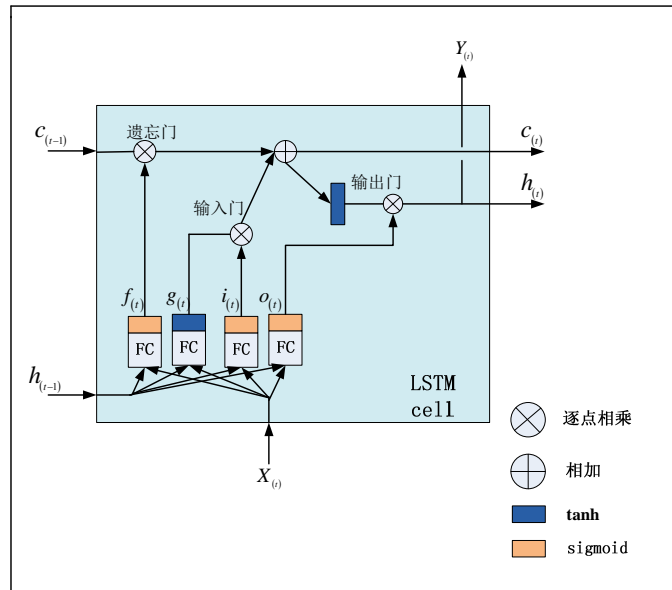 Y(t)
c(t-1)
遗忘门
c(t)
输出门
h(t)
输入门
f(t)
g(t)
i(t)
o(t)
FC
FC
FC
FC
h(t-1)
LSTM
cell
X(t)
逐点相乘
相加
tanh
sigmoid